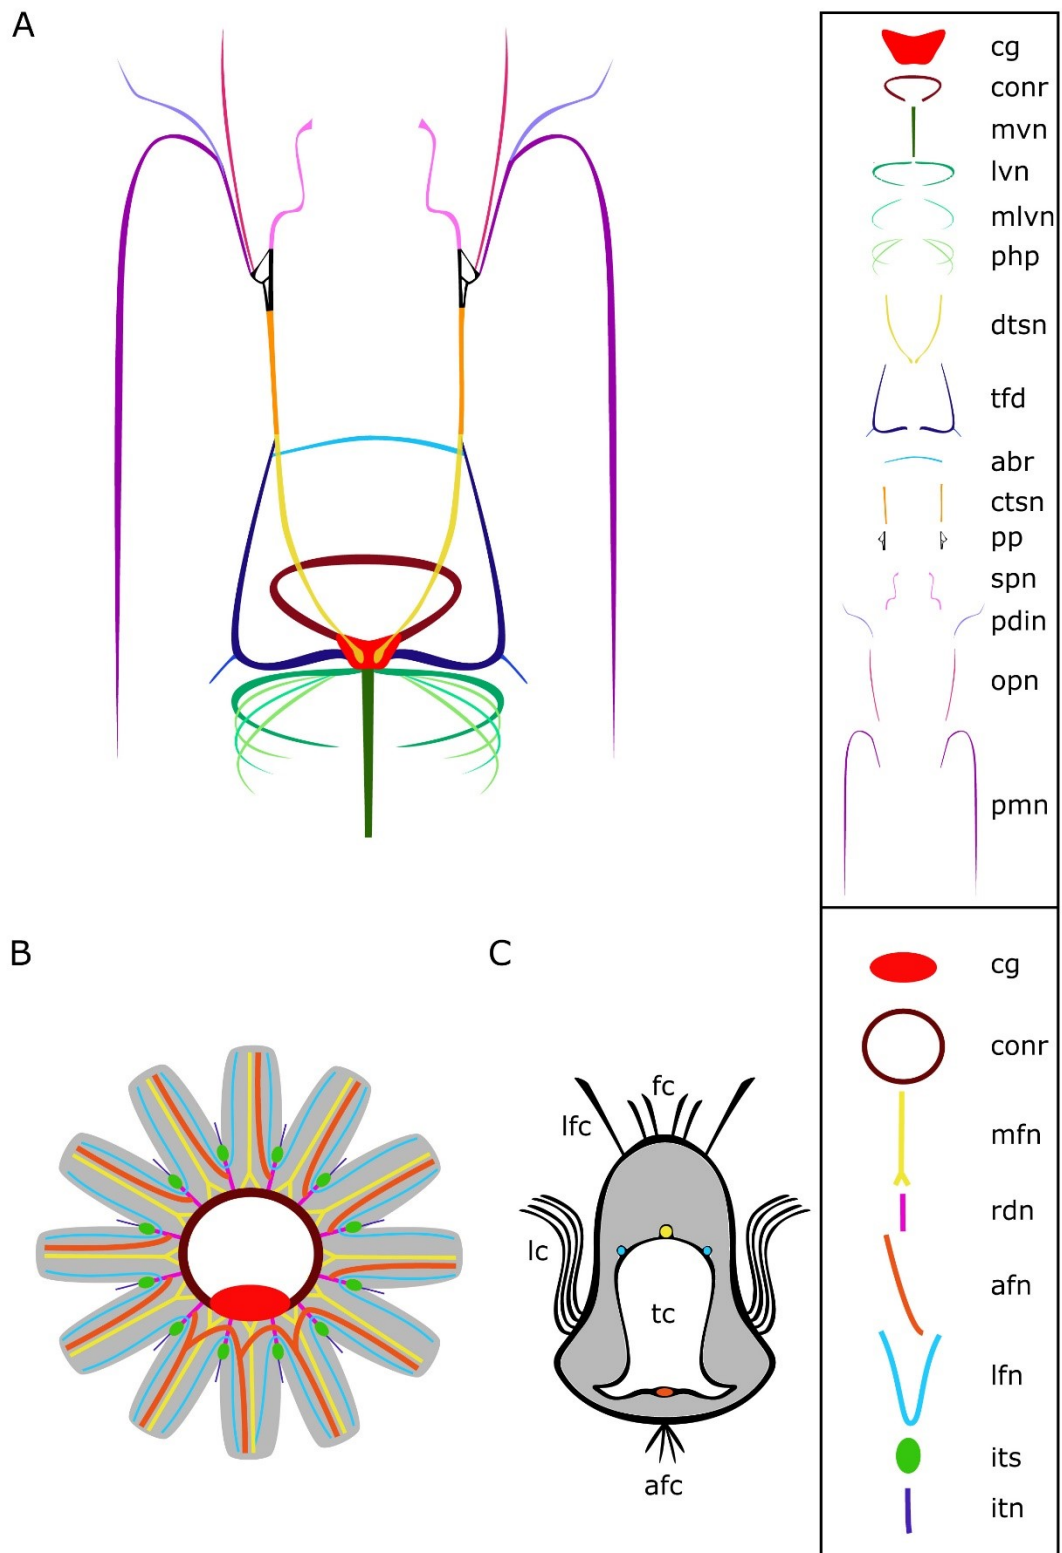 A
cg
conr
mvn
lvn
mlvn
php
dtsn
tfd
abr
ctsn
pp
spn
pdin
opn
pmn
B
C
fc
lfc
lc
tc
afc
cg
conr
mfn
rdn
afn
lfn
its
itn